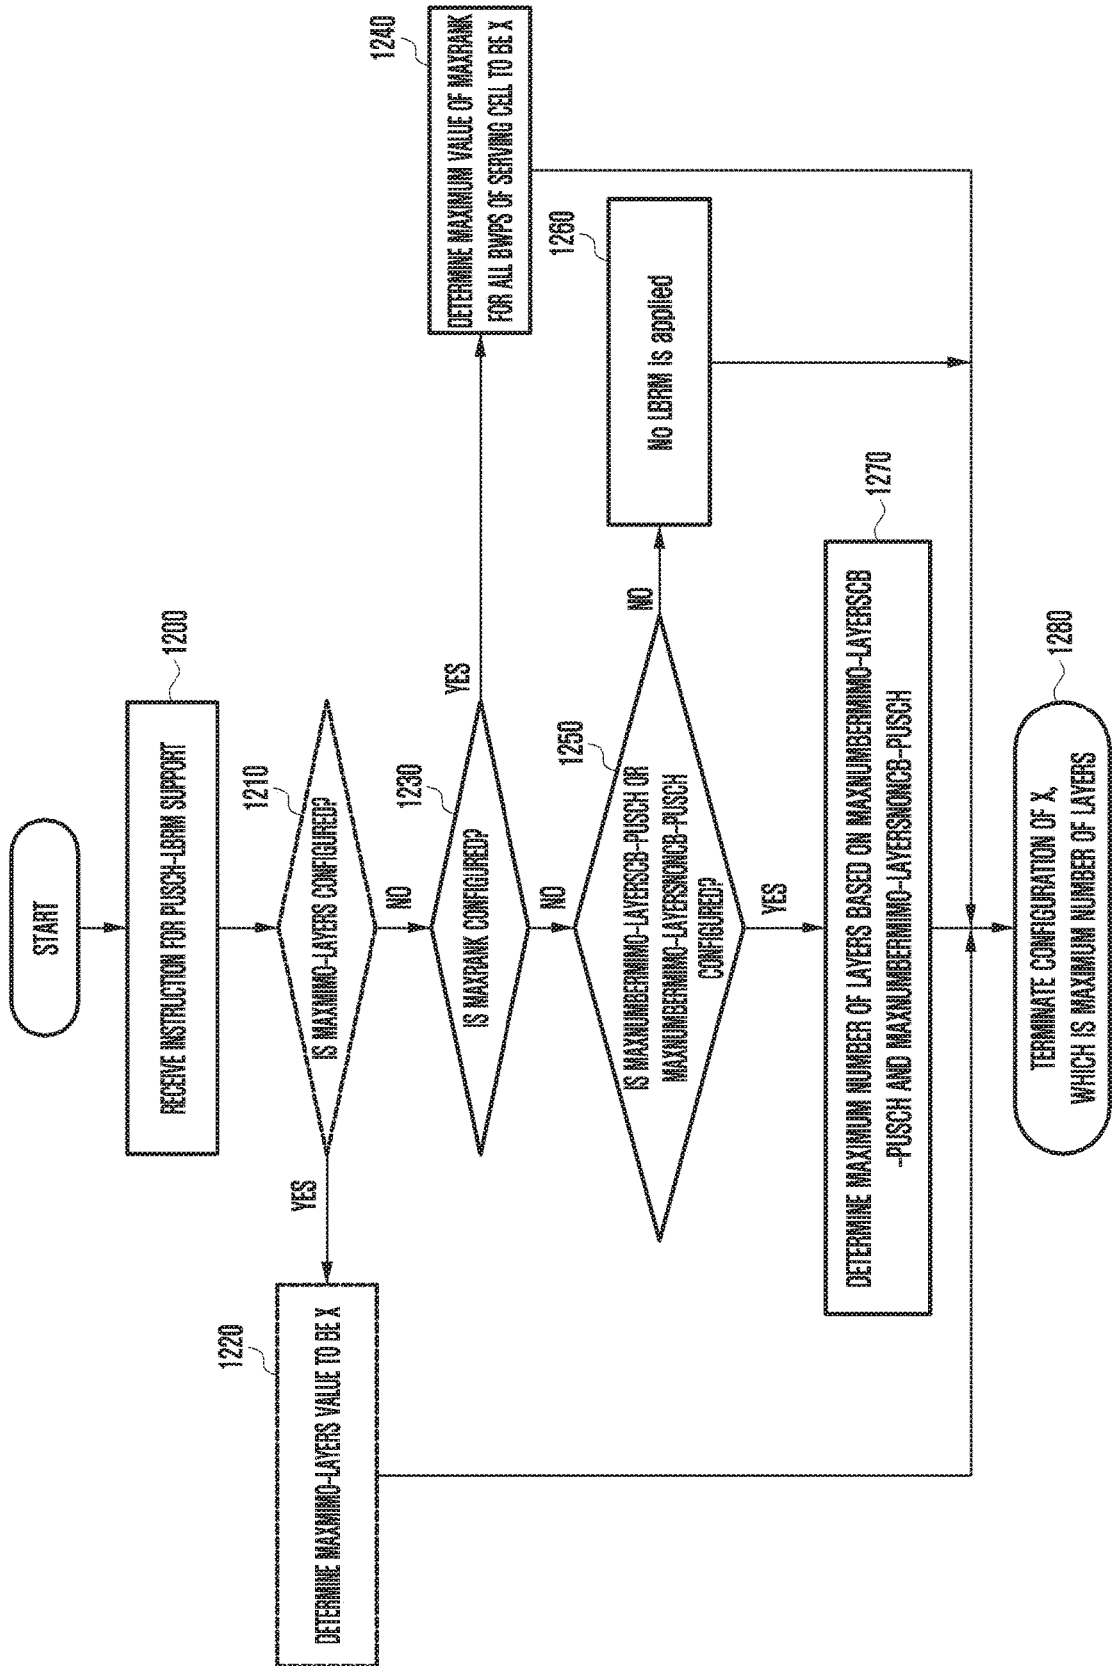 START
1200
RECEIVE INSTRUCTION FOR PUSCH-LBRM SUPPORT
1210
IS MAXMIMO-LAYERS CONFIGURED?
YES
NO
1220
DETERMINE MAXMIMO-LAYERS VALUE TO BE X
1230
IS MAXRANK CONFIGURED?
YES
NO
1240
DETERMINE MAXIMUM VALUE OF MAXRANK
FOR ALL BWPS OF SERVING CELL TO BE X
1250
IS MAXNUMBERMIMO-LAYERSCB-PUSCH OR
MAXNUMBERMIMO-LAYERSNONCB-PUSCH
CONFIGURED?
NO
YES
1260
No LBRM is applied
1270
DETERMINE MAXIMUM NUMBER OF LAYERS BASED ON MAXNUMBERMIMO-LAYERSCB
-PUSCH AND MAXNUMBERMIMO-LAYERSNONCB-PUSCH
1280
TERMINATE CONFIGURATION OF X,
WHICH IS MAXIMUM NUMBER OF LAYERS